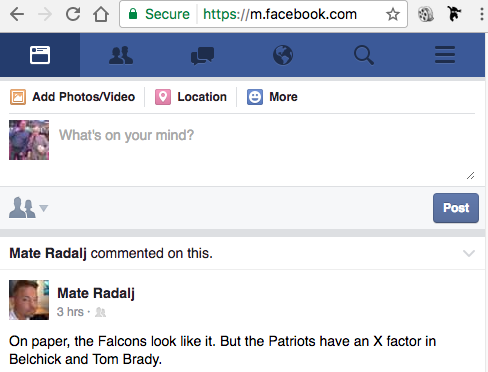 Secure https://m.facebook.com
Add Photos/Video Location More
What's on your mind?
Post
Mate Radalj commented on this.
Mate Radalj
3 hrs ·
On paper, the Falcons look like it. But the Patriots have an X factor in
Belchick and Tom Brady.